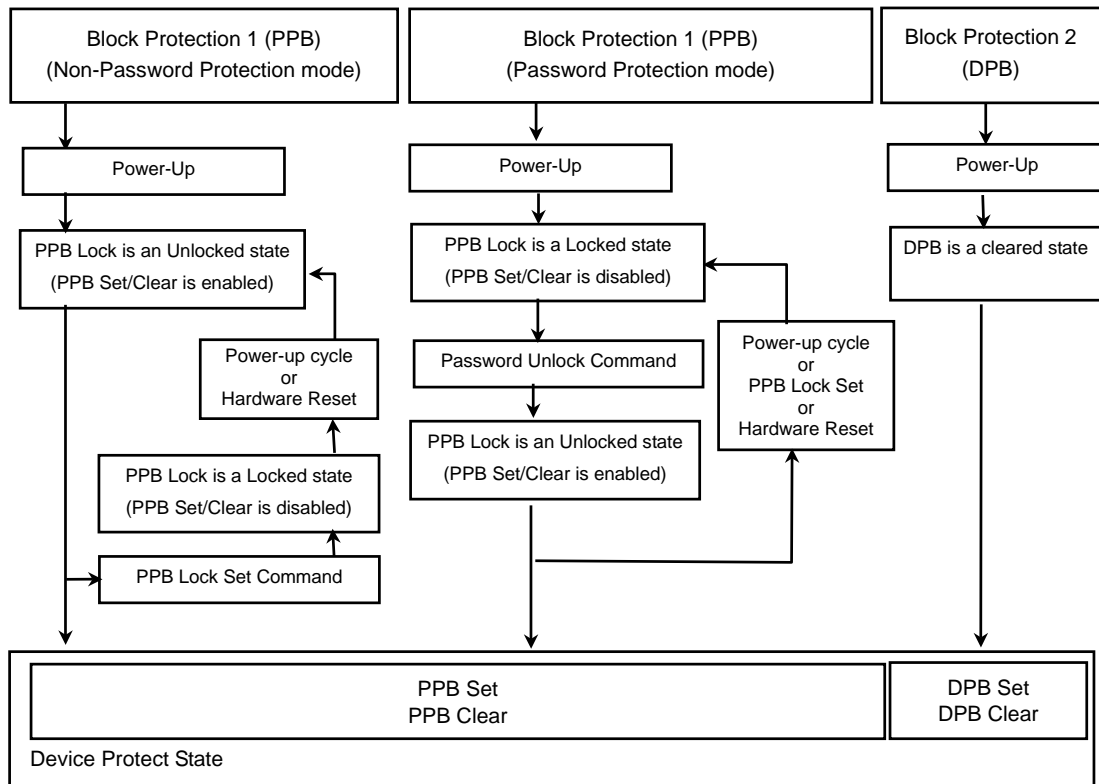 Block Protection 1 (PPB)
(Non-Password Protection mode)
Power-Up
PPB Lock is an Unlocked state
(PPB Set/Clear is enabled)
Power-up cycle
or
Hardware Reset
PPB Lock is a Locked state
(PPB Set/Clear is disabled)
PPB Lock Set Command
Block Protection 1 (PPB)
(Password Protection mode)
Power-Up
PPB Lock is a Locked state
(PPB Set/Clear is disabled)
Password Unlock Command
PPB Lock is an Unlocked state
(PPB Set/Clear is enabled)
Power-up cycle
or
PPB Lock Set
or
Hardware Reset
Block Protection 2
(DPB)
Power-Up
DPB is a cleared state
PPB Set
PPB Clear
DPB Set
DPB Clear
Device Protect State